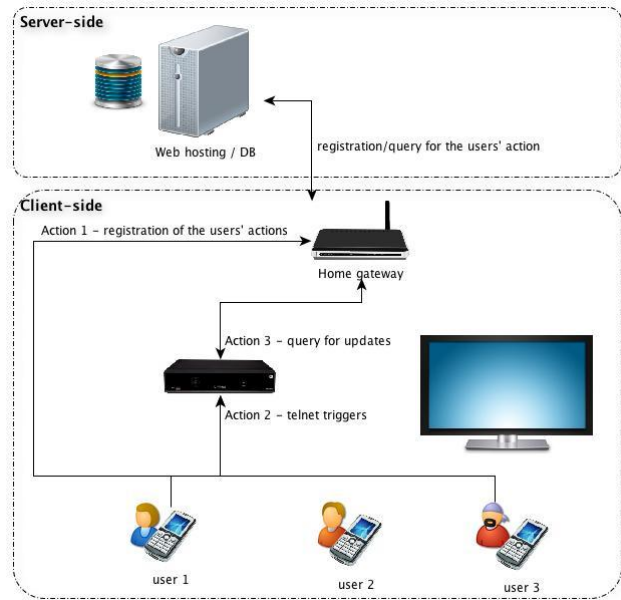 Server-side
Web hosting / DB
registration/query for the users' action
Client-side
Action 1 - registration of the users' actions
Home gateway
Action 3 - query for updates
Action 2 - telnet triggers
user 1
user 2
user 3